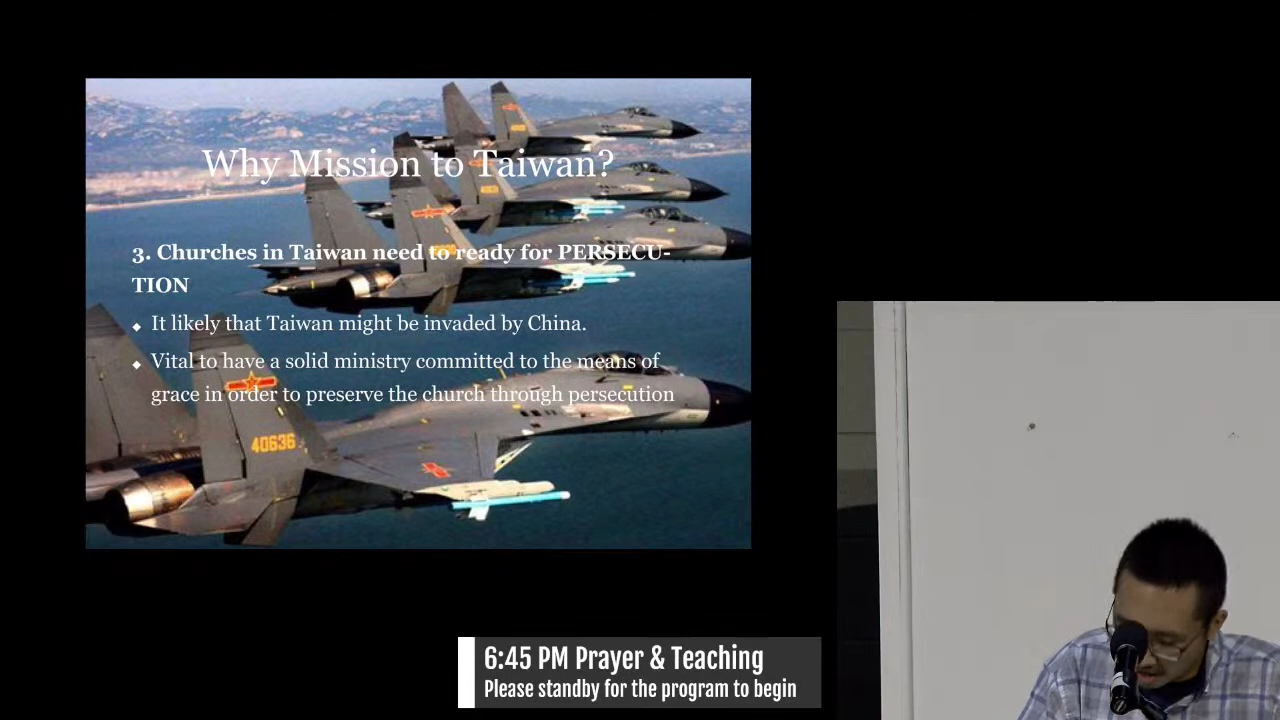 Why Mission to Taiwan?
3. Churches in Taiwan need to ready for PERSECU-
TION
⬥ It likely that Taiwan might be invaded by China.
⬥ Vital to have a solid ministry committed to the means of
grace in order to preserve the church through persecution
40636
6:45 PM Prayer & Teaching
Please standby for the program to begin